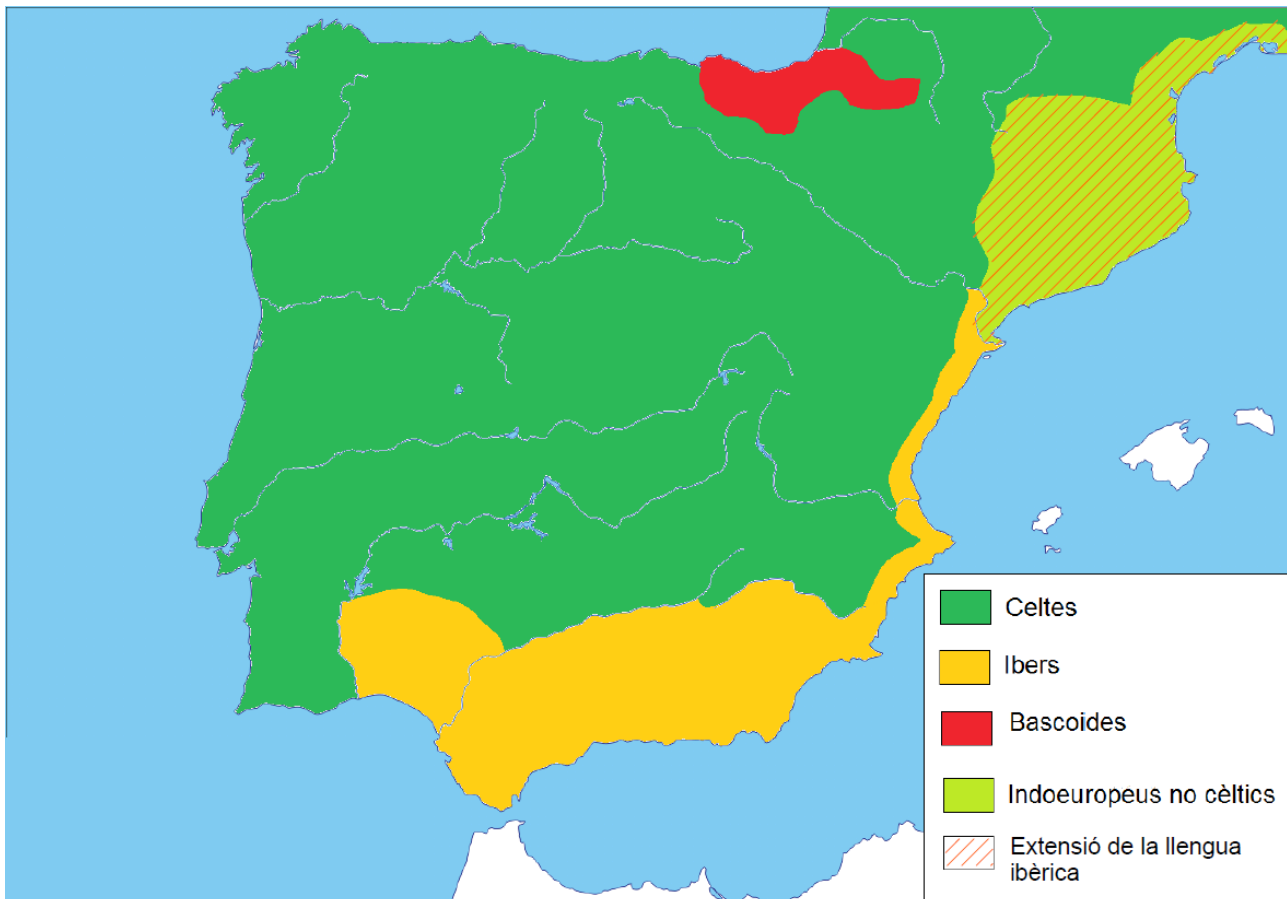 Celtes
Ibers
Bascoides
Indoeuropeus no cèltics
Extensió de la llengua
ibèrica